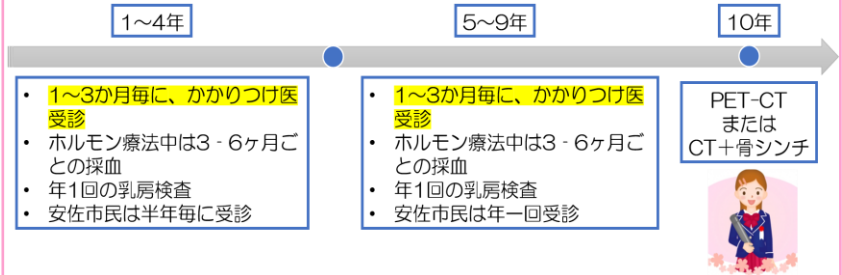 1～4年
5～9年
10年
• 1～3か月毎に、かかりつけ医
受診
• ホルモン療法中は3‐6ヶ月ご
との採血
• 年1回の乳房検査
• 安佐市民は半年毎に受診
• 1～3か月毎に、かかりつけ医
受診
• ホルモン療法中は3‐6ヶ月ご
との採血
• 年1回の乳房検査
• 安佐市民は年一回受診
PET-CT
または
CT＋骨シンチ